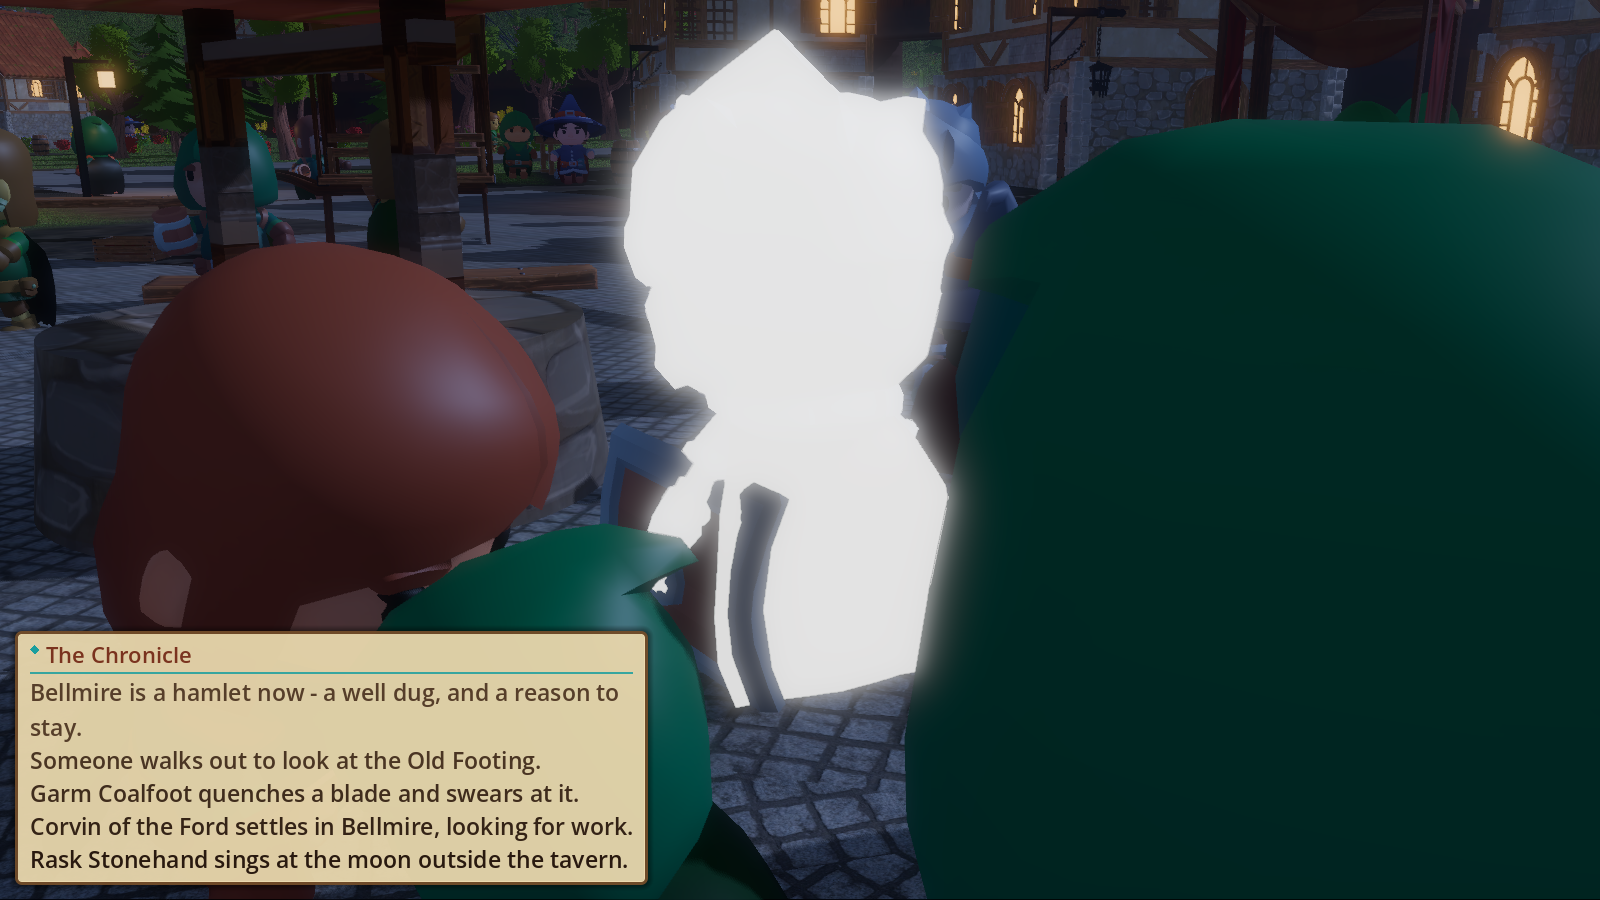 The Chronicle
Bellmire is a hamlet now - a well dug, and a reason to
stay.
Someone walks out to look at the Old Footing.
Garm Coalfoot quenches a blade and swears at it.
Corvin of the Ford settles in Bellmire, looking for work.
Rask Stonehand sings at the moon outside the tavern.